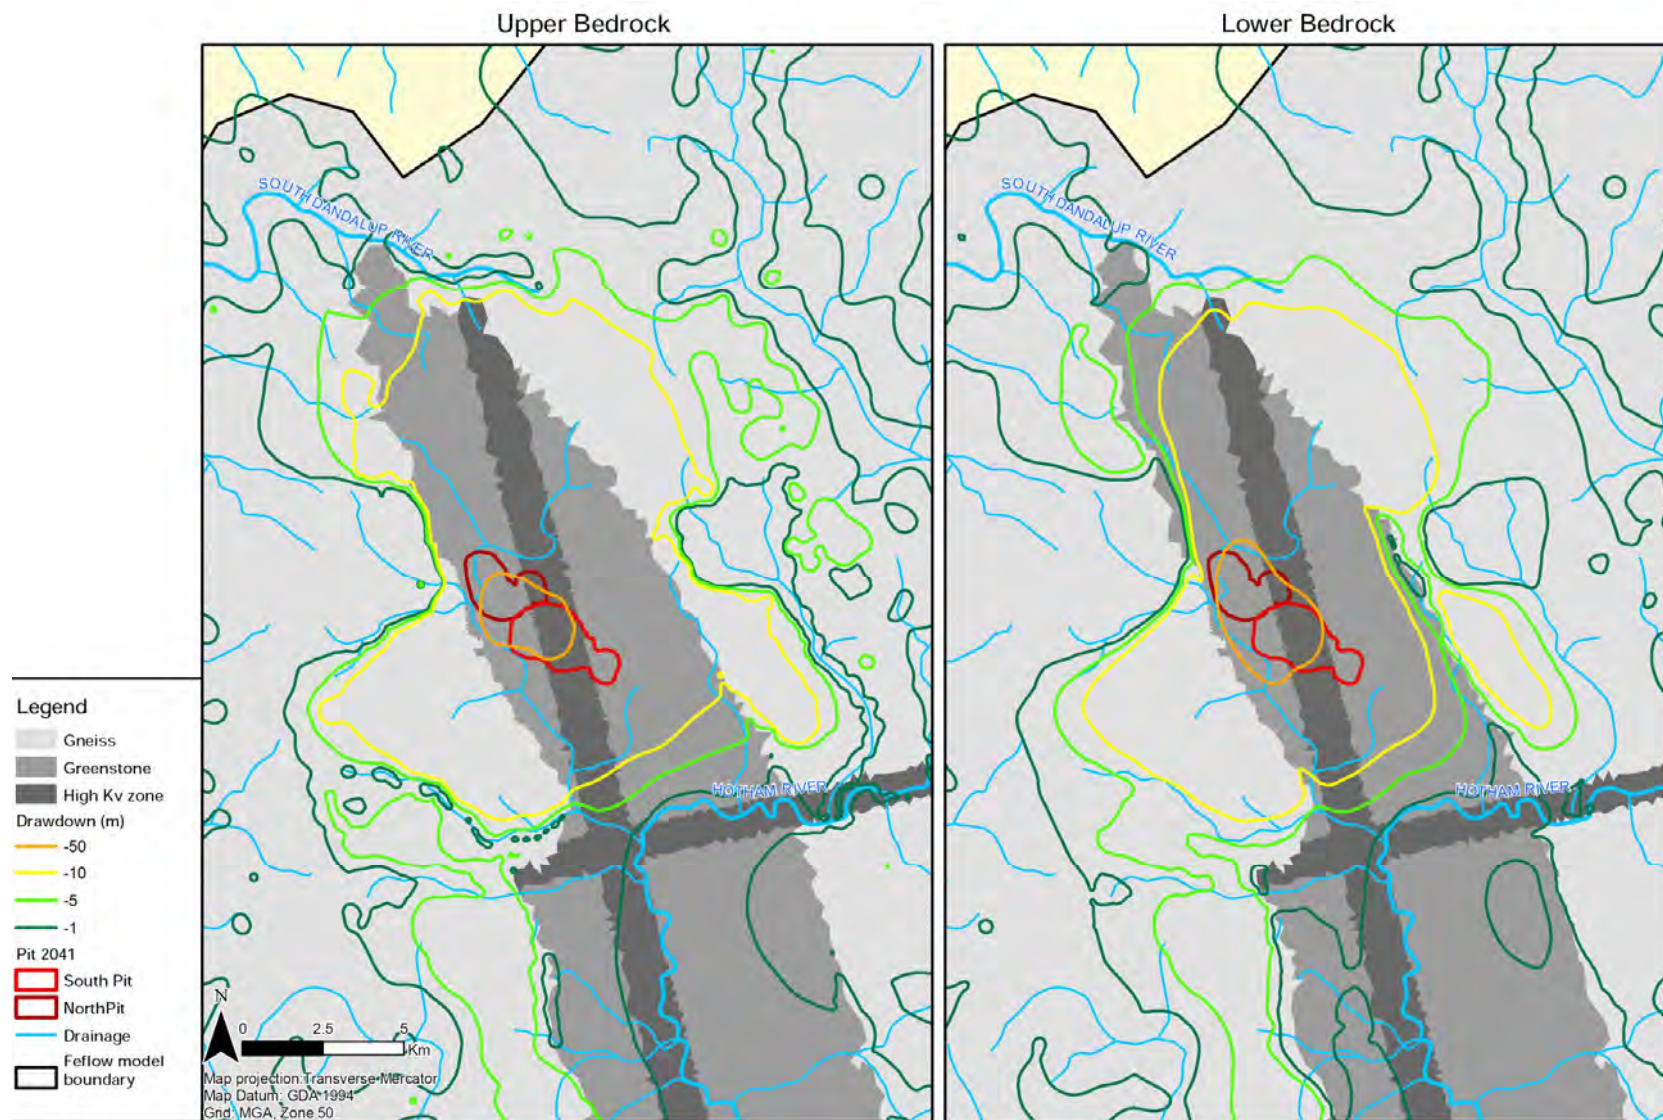 Upper Bedrock
Lower Bedrock
SOUTH DANDALUP RIVER
SOUTH DANDALUP RIVER
HOTHAM RIVER
HOTHAM RIVER
Legend
Gneiss
Greenstone
High Kv zone
Drawdown (m)
-50
-10
-5
-1
Pit 2041
South Pit
NorthPit
Drainage
Feflow model
boundary
N
0 2.5 5
Km
Map projection:Transverse Mercator
Map Datum: GDA 1994
Grid: MGA, Zone 50